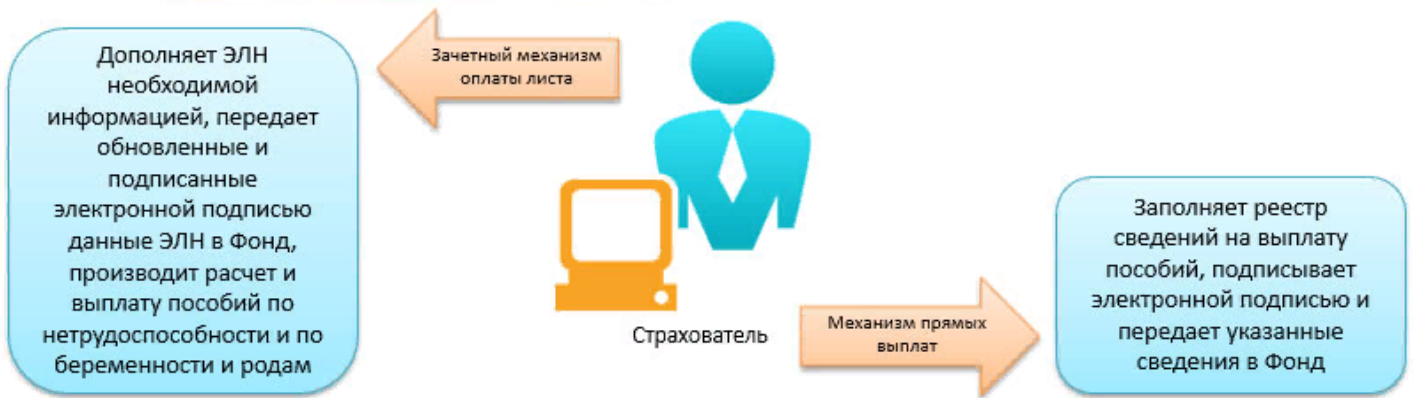 Дополняет ЭЛН
необходимой
информацией, передает
обновленные и
подписанные
электронной подписью
данные ЭЛН в Фонд,
производит расчет и
выплату пособий по
нетрудоспособности и по
беременности и родам
Зачетный механизм
оплаты листа
Страхователь
Механизм прямых
выплат
Заполняет реестр
сведений на выплату
пособий, подписывает
электронной подписью и
передает указанные
сведения в Фонд